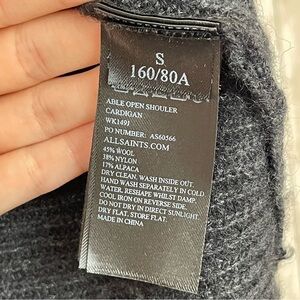 S
160/80A
ABLE OPEN SHOULER
CARDIGAN
WK149J
PO NUMBER: AS60566
ALLSAINTS.COM
45% WOOL
38% NYLON
17% ALPACA
DRY CLEAN. WASH INSIDE OUT.
HAND WASH SEPARATELY IN COLD
WATER. RESHAPE WHILST DAMP.
COOL IRON ON REVERSE SIDE.
DO NOT DRY IN DIRECT SUNLIGHT.
DRY FLAT, STORE FLAT.
MADE IN CHINA